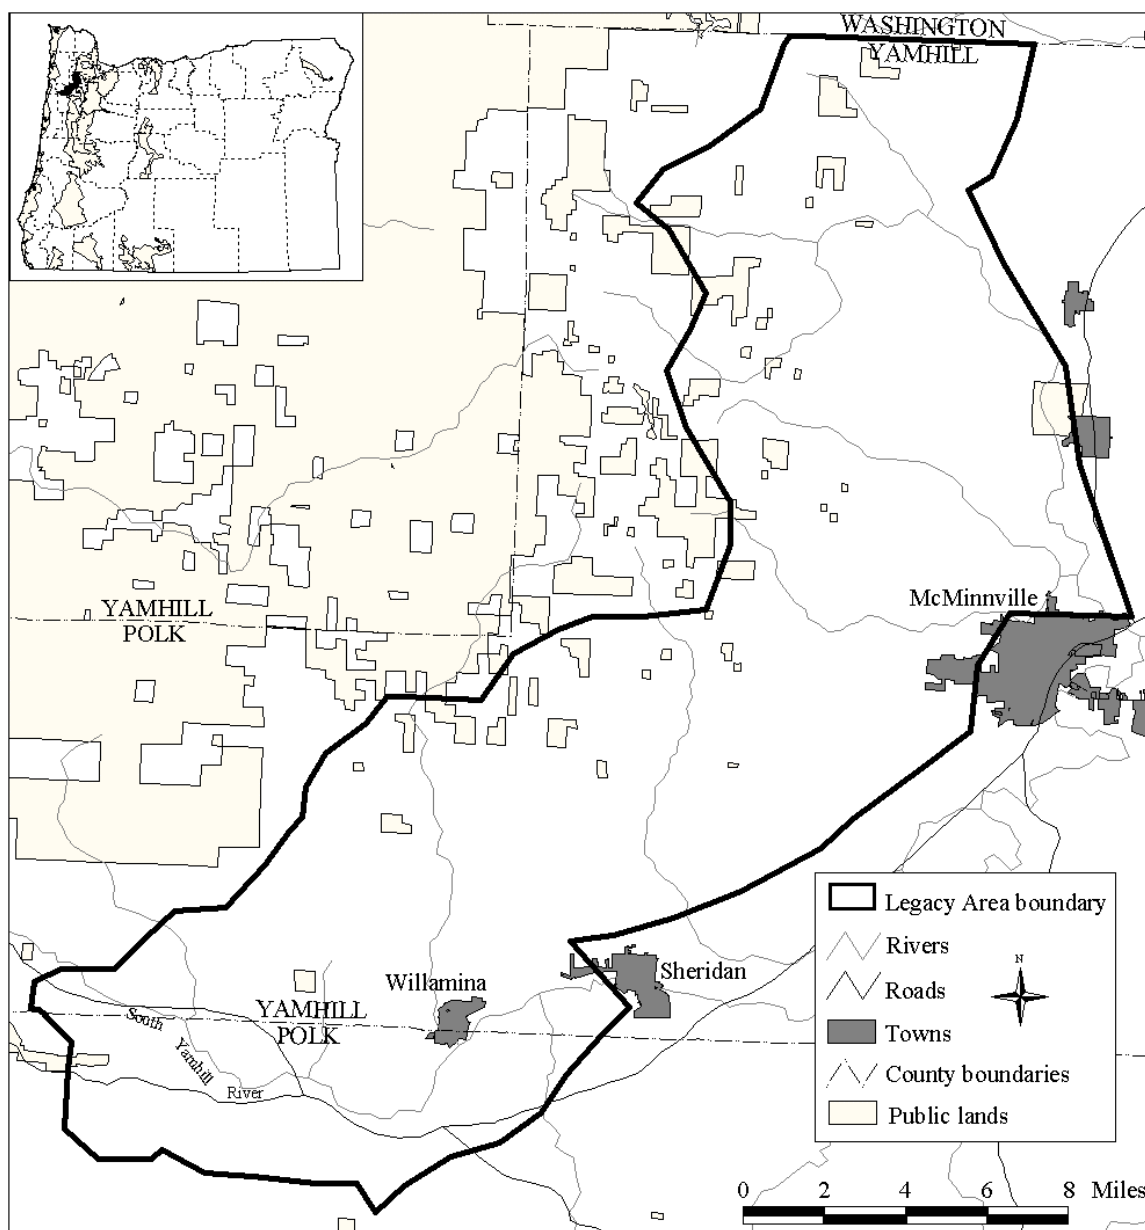 WASHINGTON
YAMHILL
McMinnville
YAMHILL
POLK
Willamina
Sheridan
YAMHILL
POLK
South
Yamhill
River
Legacy Area boundary
Rivers
Roads
Towns
County boundaries
Public lands
N
0 2 4 6 8 Miles